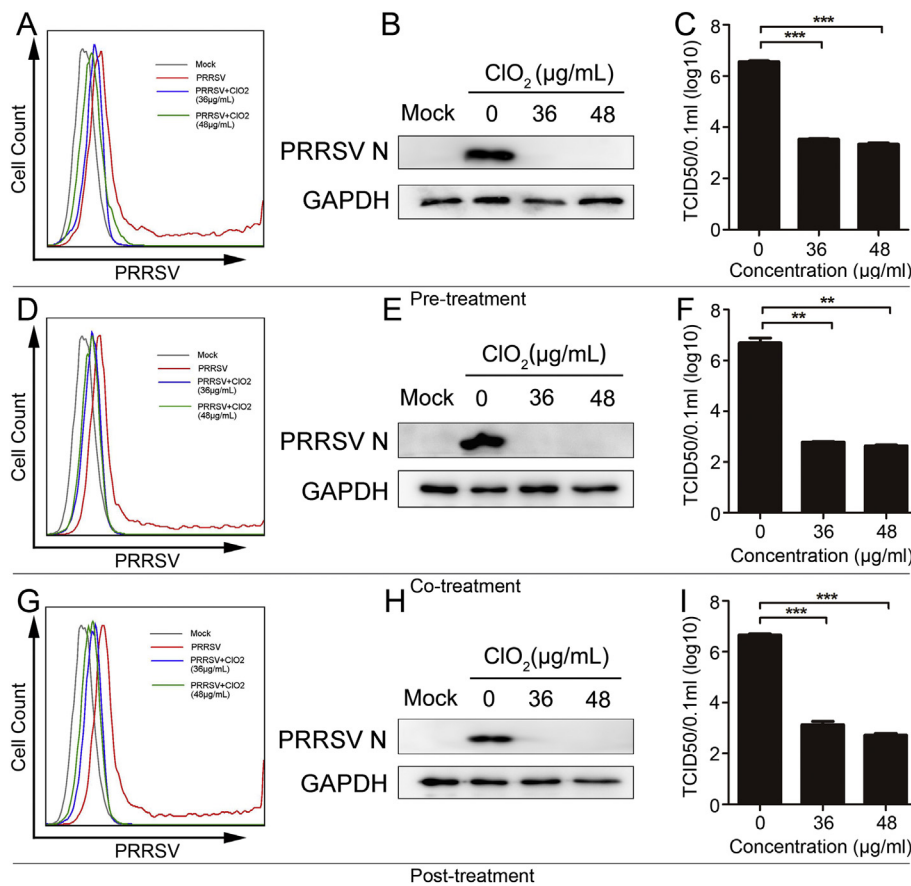 A
Cell Count
Mock
PRRSV
PRRSV+ClO2
(36µg/mL)
PRRSV+ClO2
(48µg/mL)
PRRSV
B
ClO2 (µg/mL)
Mock 0 36 48
PRRSV N
GAPDH
C
TCID50/0.1ml (log10)
8
6
4
2
0
***
***
0 36 48
Concentration (µg/ml)
Pre-treatment
D
Cell Count
Mock
PRRSV
PRRSV+ClO2
(36µg/mL)
PRRSV+ClO2
(48µg/mL)
PRRSV
E
ClO2(µg/mL)
Mock 0 36 48
PRRSV N
GAPDH
F
TCID50/0.1ml (log10)
8
6
4
2
0
**
**
0 36 48
Concentration (µg/ml)
Co-treatment
G
Cell Count
Mock
PRRSV
PRRSV+ClO2
(36µg/mL)
PRRSV+ClO2
(48µg/mL)
PRRSV
H
ClO2(µg/mL)
Mock 0 36 48
PRRSV N
GAPDH
I
TCID50/0.1ml (log10)
8
6
4
2
0
***
***
0 36 48
Concentration (µg/ml)
Post-treatment